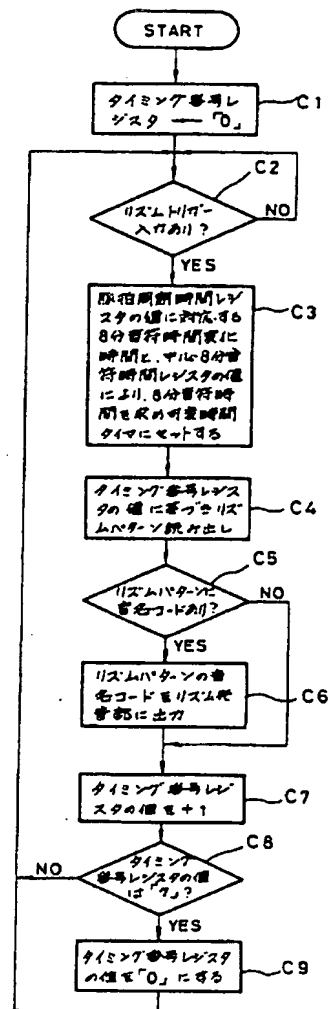 START
タイミング番号レ
ジスタ ← 「0」
C1
C2
リズムトリガー
入力あり?
NO
YES
脈拍周期時間レジ
スタの値に対応する
8分音符時間変化
時間と、中心8分音
符時間レジスタの値
により、8分音符時
間を求め可変時間
タイマにセットする
C3
タイミング番号レジス
タの値に基づきリズ
ムパターン読み出し
C4
C5
リズムパターンに
音名コードあり?
NO
YES
リズムパターンの音
名コードをリズム発
音部に出力
C6
タイミング番号レジ
スタの値を+1
C7
C8
タイミング
番号レジスタの値
は「7」?
NO
YES
タイミング番号レジスタ
の値を「0」にする
C9